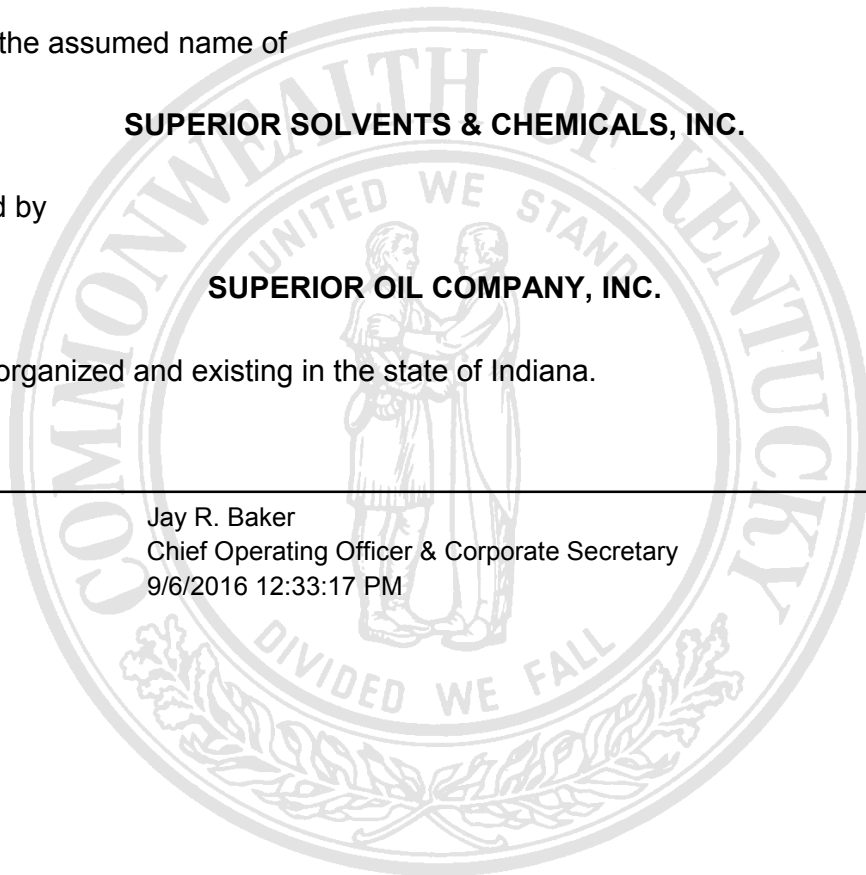 the assumed name of
SUPERIOR SOLVENTS & CHEMICALS, INC.
d by
SUPERIOR OIL COMPANY, INC.
organized and existing in the state of Indiana.
Jay R. Baker
Chief Operating Officer & Corporate Secretary
9/6/2016 12:33:17 PM
COMMONWEALTH OF KENTUCKY
UNITED WE STAND
DIVIDED WE FALL